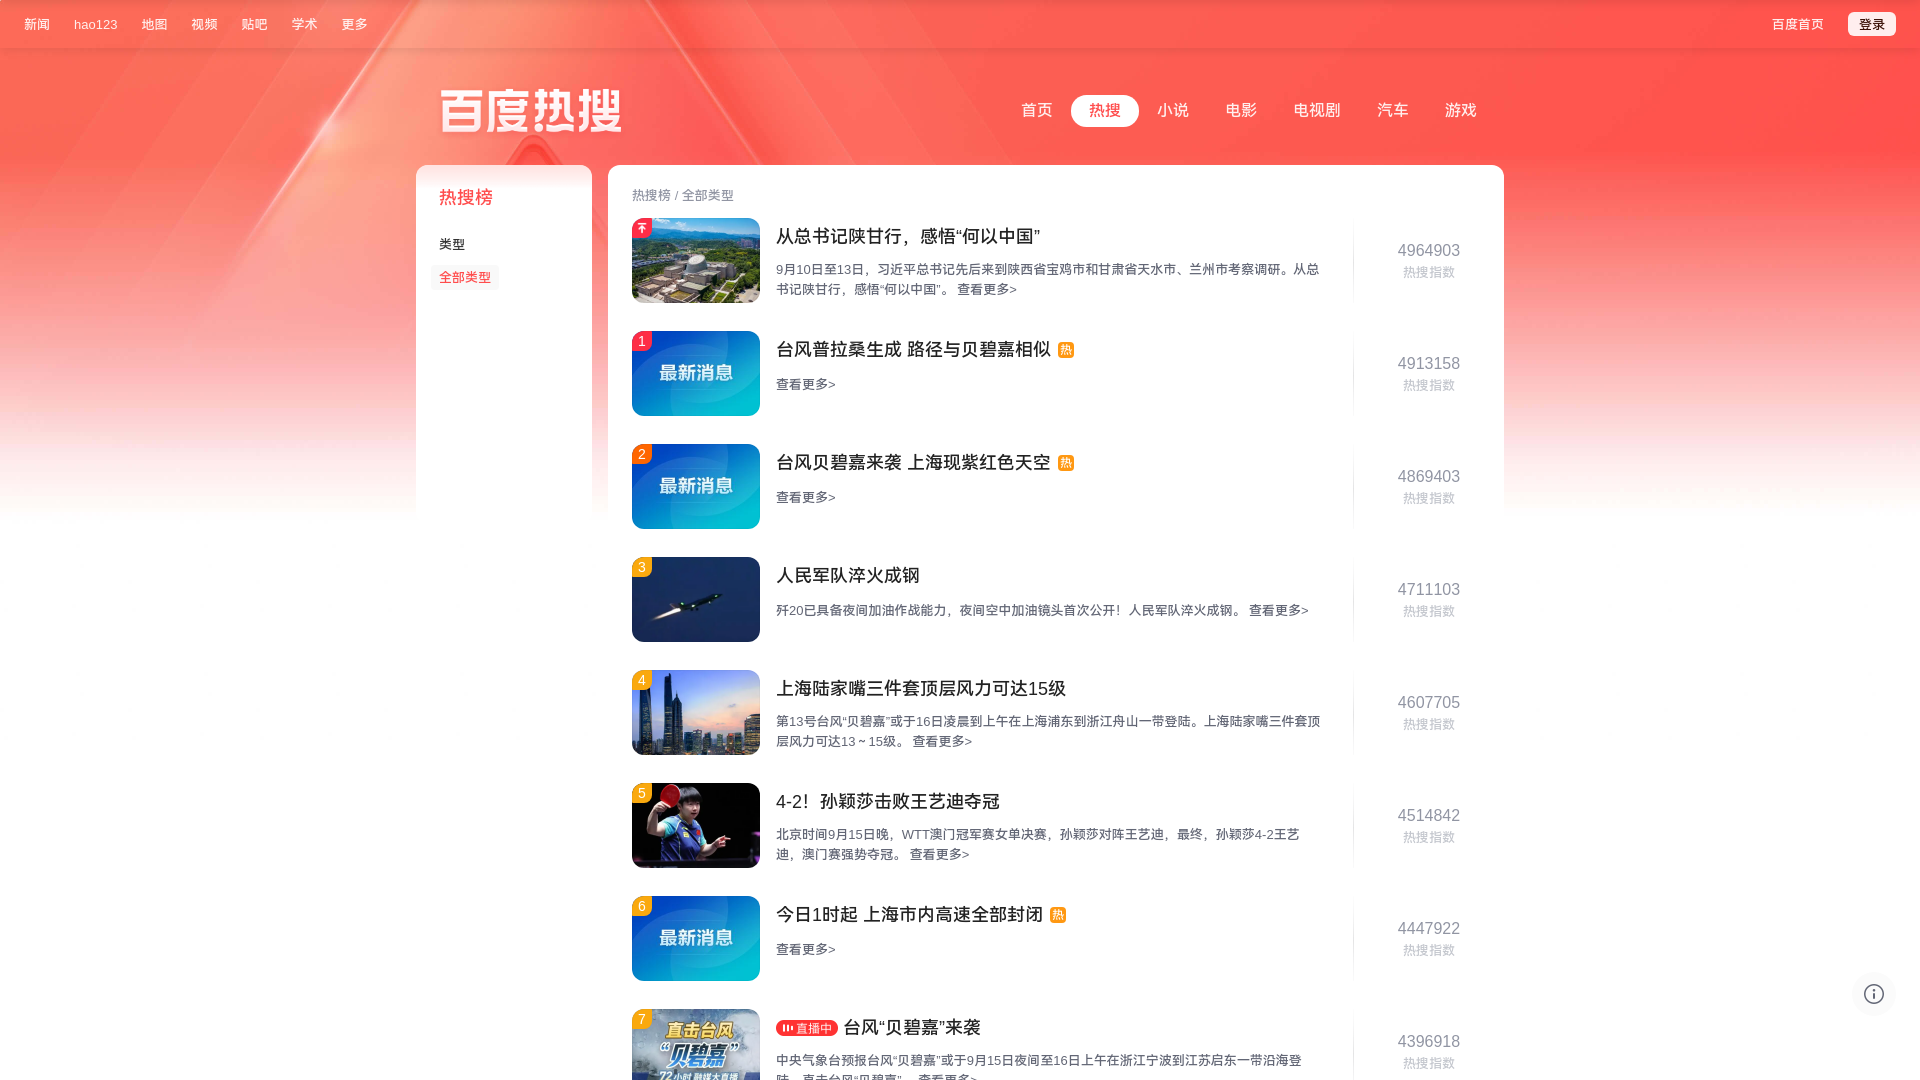 新闻 hao123 地图 视频 贴吧 学术 更多 百度首页 登录
百度热搜
首页 热搜 小说 电影 电视剧 汽车 游戏
热搜榜
类型
全部类型
热搜榜 / 全部类型
从总书记陕甘行，感悟“何以中国”
9月10日至13日，习近平总书记先后来到陕西省宝鸡市和甘肃省天水市、兰州市考察调研。从总
书记陕甘行，感悟“何以中国”。 查看更多>
4964903
热搜指数
1
最新消息
台风普拉桑生成 路径与贝碧嘉相似 热
查看更多>
4913158
热搜指数
2
最新消息
台风贝碧嘉来袭 上海现紫红色天空 热
查看更多>
4869403
热搜指数
3
人民军队淬火成钢
歼20已具备夜间加油作战能力，夜间空中加油镜头首次公开！人民军队淬火成钢。 查看更多>
4711103
热搜指数
4
上海陆家嘴三件套顶层风力可达15级
第13号台风“贝碧嘉”或于16日凌晨到上午在上海浦东到浙江舟山一带登陆。上海陆家嘴三件套顶
层风力可达13～15级。 查看更多>
4607705
热搜指数
5
4-2！孙颖莎击败王艺迪夺冠
北京时间9月15日晚，WTT澳门冠军赛女单决赛，孙颖莎对阵王艺迪，最终，孙颖莎4-2王艺
迪，澳门赛强势夺冠。 查看更多>
4514842
热搜指数
6
最新消息
今日1时起 上海市内高速全部封闭 热
查看更多>
4447922
热搜指数
7
直击台风
“贝碧嘉”
72小时 融媒大直播
直播中 台风“贝碧嘉”来袭
中央气象台预报台风“贝碧嘉”或于9月15日夜间至16日上午在浙江宁波到江苏启东一带沿海登
陆。直击台风“贝碧嘉”。 查看更多>
4396918
热搜指数